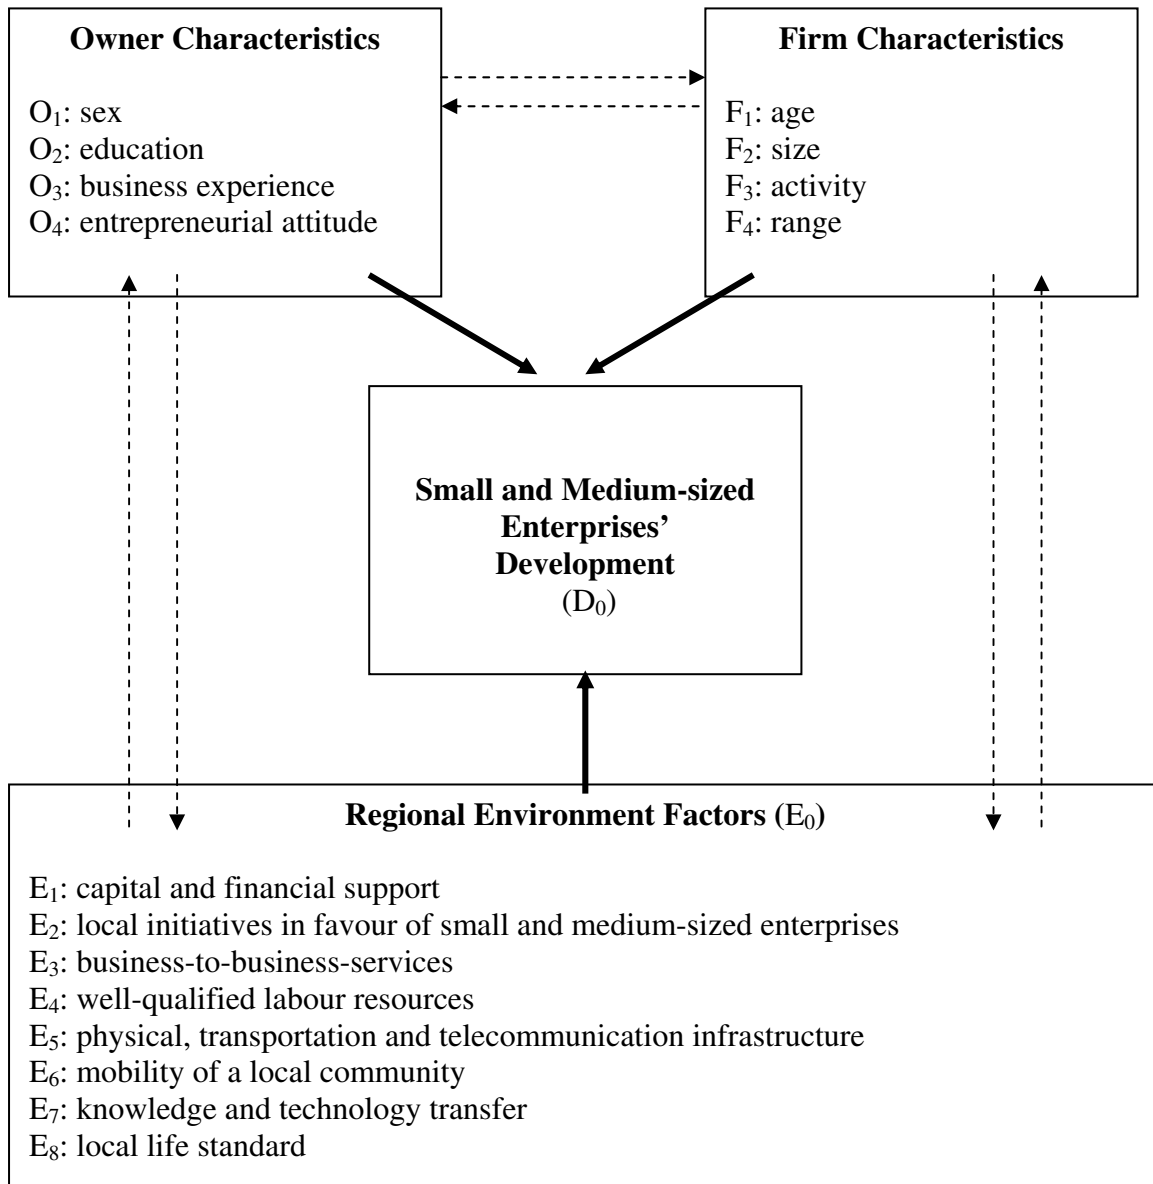 Owner Characteristics
O₁: sex
O₂: education
O₃: business experience
O₄: entrepreneurial attitude
Firm Characteristics
F₁: age
F₂: size
F₃: activity
F₄: range
Small and Medium-sized
Enterprises’
Development
(D₀)
Regional Environment Factors (E₀)
E₁: capital and financial support
E₂: local initiatives in favour of small and medium-sized enterprises
E₃: business-to-business-services
E₄: well-qualified labour resources
E₅: physical, transportation and telecommunication infrastructure
E₆: mobility of a local community
E₇: knowledge and technology transfer
E₈: local life standard